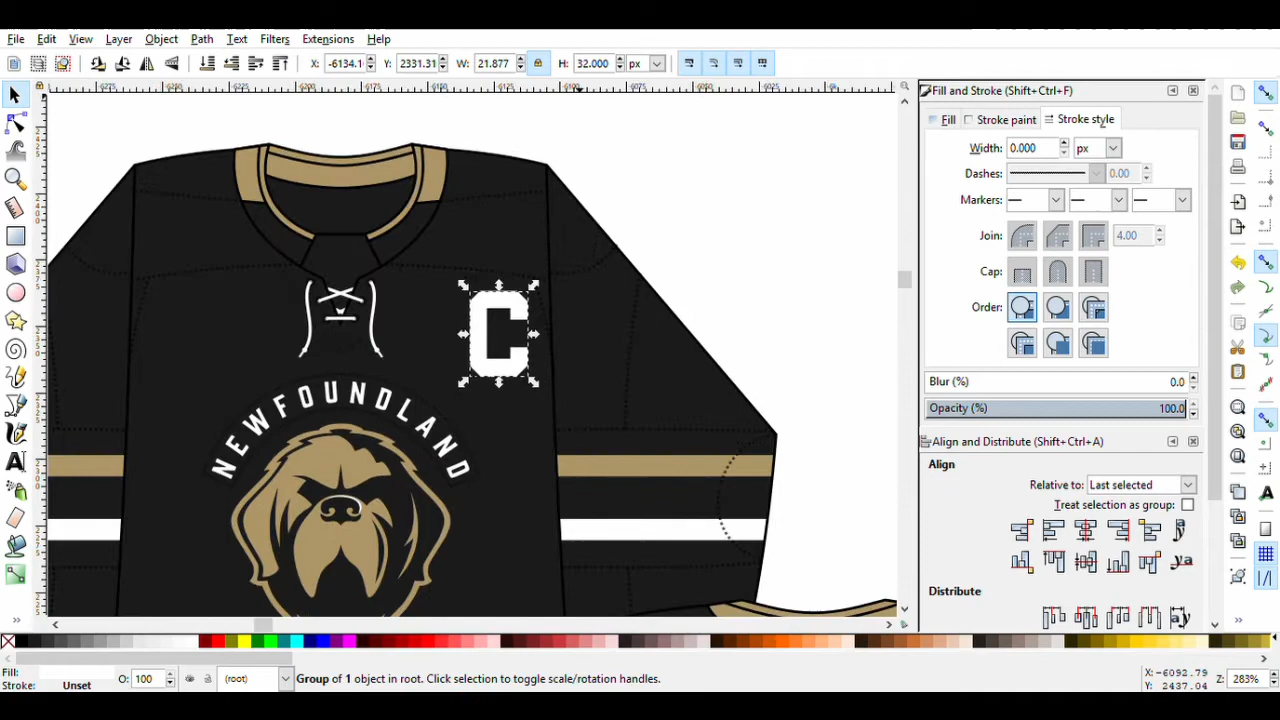 File Edit View Layer Object Path Text Filters Extensions Help
X: -6134.1 Y: 2331.31 W: 21.877 H: 32.000 px
Fill and Stroke (Shift+Ctrl+F)
Fill Stroke paint Stroke style
Width: 0.000 px
Dashes: 0.00
Markers:
Join: 4.00
Cap:
Order:
Blur (%) 0.0
Opacity (%) 100.0
Align and Distribute (Shift+Ctrl+A)
Align
Relative to: Last selected
Treat selection as group:
Distribute
C
NEWFOUNDLAND
Fill:
Stroke: Unset
O: 100
(root)
Group of 1 object in root. Click selection to toggle scale/rotation handles.
X: -6092.79
Y: 2437.04
Z: 283%